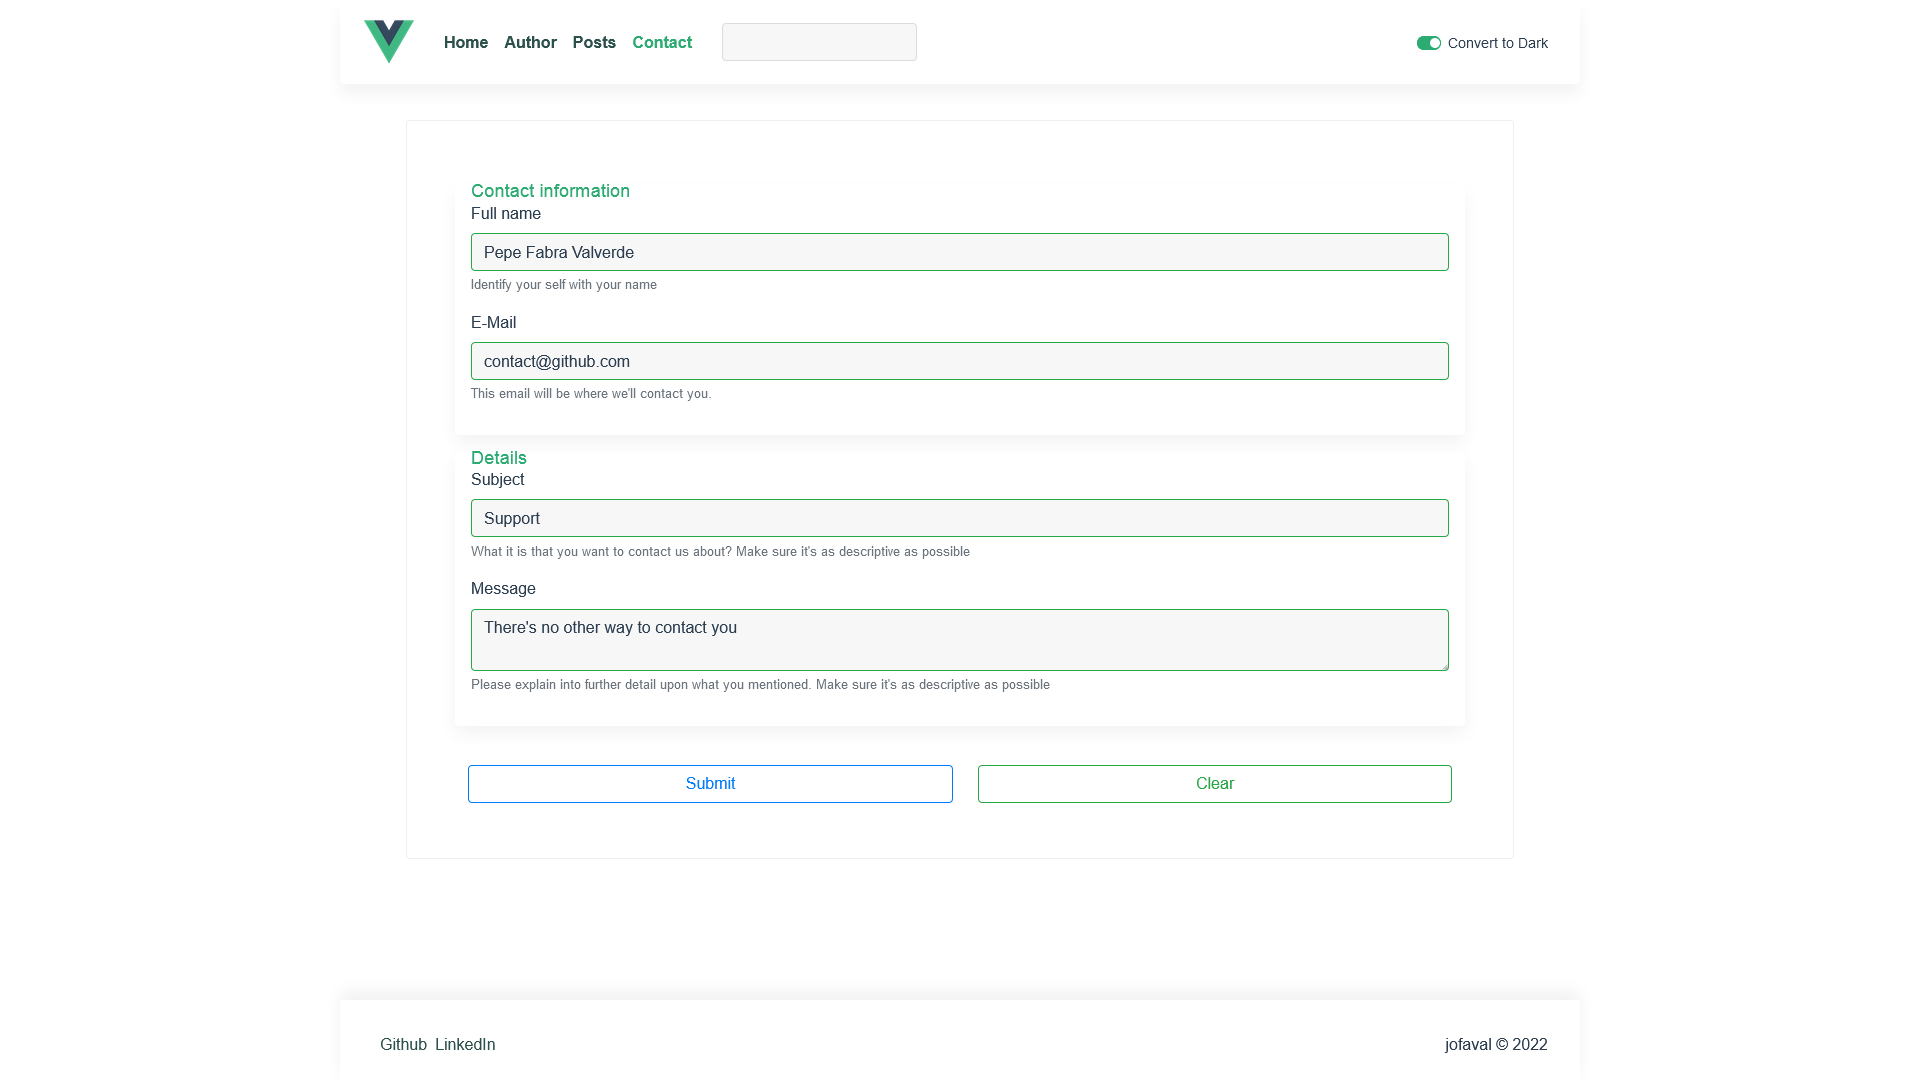 Home Author Posts Contact
Convert to Dark
Contact information
Full name
Pepe Fabra Valverde
Identify your self with your name
E-Mail
contact@github.com
This email will be where we'll contact you.
Details
Subject
Support
What it is that you want to contact us about? Make sure it's as descriptive as possible
Message
There's no other way to contact you
Please explain into further detail upon what you mentioned. Make sure it's as descriptive as possible
Submit Clear
Github LinkedIn
jofaval © 2022